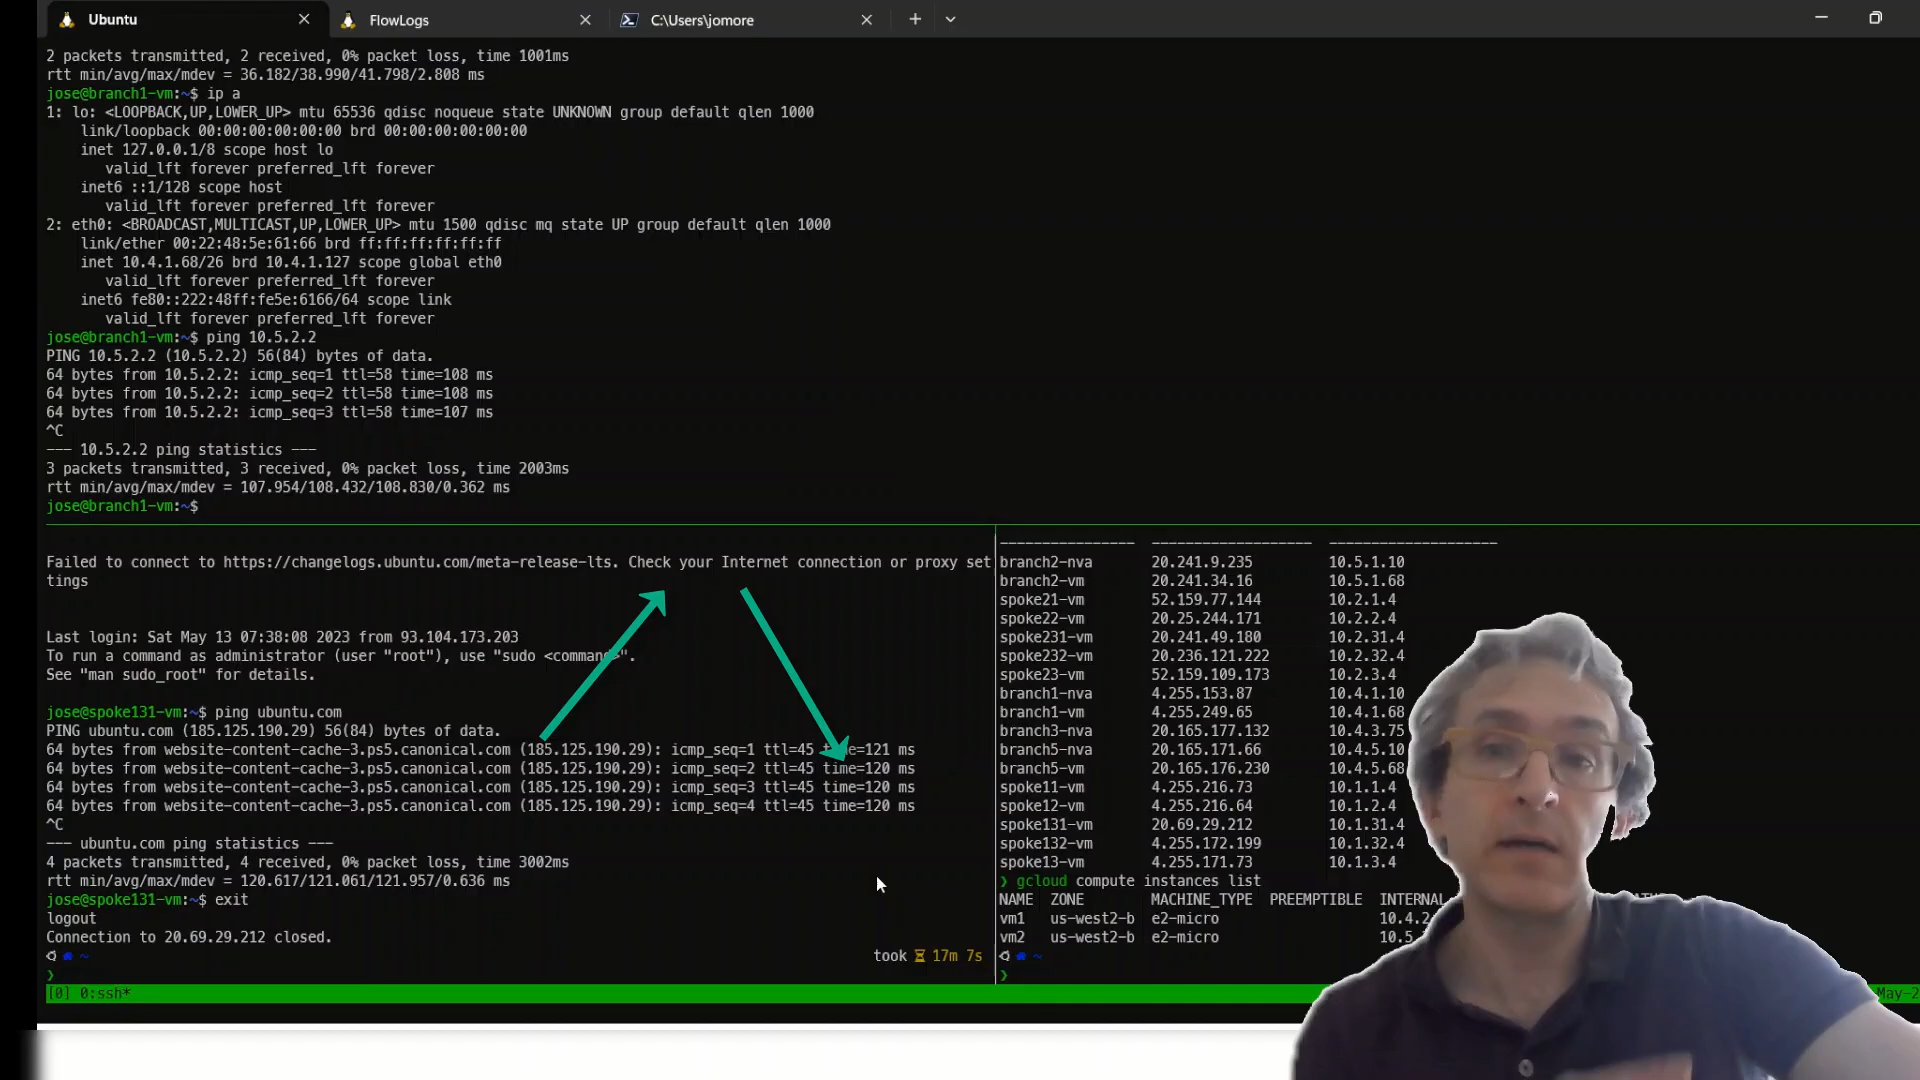 Ubuntu
FlowLogs
C:\Users\jomore
2 packets transmitted, 2 received, 0% packet loss, time 1001ms
rtt min/avg/max/mdev = 36.182/38.990/41.798/2.808 ms
jose@branch1-vm:~$ ip a
1: lo: <LOOPBACK,UP,LOWER_UP> mtu 65536 qdisc noqueue state UNKNOWN group default qlen 1000
link/loopback 00:00:00:00:00:00 brd 00:00:00:00:00:00
inet 127.0.0.1/8 scope host lo
valid_lft forever preferred_lft forever
inet6 ::1/128 scope host
valid_lft forever preferred_lft forever
2: eth0: <BROADCAST,MULTICAST,UP,LOWER_UP> mtu 1500 qdisc mq state UP group default qlen 1000
link/ether 00:22:48:5e:61:66 brd ff:ff:ff:ff:ff:ff
inet 10.4.1.68/26 brd 10.4.1.127 scope global eth0
valid_lft forever preferred_lft forever
inet6 fe80::222:48ff:fe5e:6166/64 scope link
valid_lft forever preferred_lft forever
jose@branch1-vm:~$ ping 10.5.2.2
PING 10.5.2.2 (10.5.2.2) 56(84) bytes of data.
64 bytes from 10.5.2.2: icmp_seq=1 ttl=58 time=108 ms
64 bytes from 10.5.2.2: icmp_seq=2 ttl=58 time=108 ms
64 bytes from 10.5.2.2: icmp_seq=3 ttl=58 time=107 ms
^C
--- 10.5.2.2 ping statistics ---
3 packets transmitted, 3 received, 0% packet loss, time 2003ms
rtt min/avg/max/mdev = 107.954/108.432/108.830/0.362 ms
jose@branch1-vm:~$
Failed to connect to https://changelogs.ubuntu.com/meta-release-lts. Check your Internet connection or proxy set
tings
Last login: Sat May 13 07:38:08 2023 from 93.104.173.203
To run a command as administrator (user "root"), use "sudo <command>".
See "man sudo_root" for details.
jose@spoke131-vm:~$ ping ubuntu.com
PING ubuntu.com (185.125.190.29) 56(84) bytes of data.
64 bytes from website-content-cache-3.ps5.canonical.com (185.125.190.29): icmp_seq=1 ttl=45 time=121 ms
64 bytes from website-content-cache-3.ps5.canonical.com (185.125.190.29): icmp_seq=2 ttl=45 time=120 ms
64 bytes from website-content-cache-3.ps5.canonical.com (185.125.190.29): icmp_seq=3 ttl=45 time=120 ms
64 bytes from website-content-cache-3.ps5.canonical.com (185.125.190.29): icmp_seq=4 ttl=45 time=120 ms
^C
--- ubuntu.com ping statistics ---
4 packets transmitted, 4 received, 0% packet loss, time 3002ms
rtt min/avg/max/mdev = 120.617/121.061/121.957/0.636 ms
jose@spoke131-vm:~$ exit
logout
Connection to 20.69.29.212 closed.
~ took 17m 7s
❯
------------------ ------------------- --------------------
branch2-nva 20.241.9.235 10.5.1.10
branch2-vm 20.241.34.16 10.5.1.68
spoke21-vm 52.159.77.144 10.2.1.4
spoke22-vm 20.25.244.171 10.2.2.4
spoke231-vm 20.241.49.180 10.2.31.4
spoke232-vm 20.236.121.222 10.2.32.4
spoke23-vm 52.159.109.173 10.2.3.4
branch1-nva 4.255.153.87 10.4.1.10
branch1-vm 4.255.249.65 10.4.1.68
branch3-nva 20.165.177.132 10.4.3.75
branch5-nva 20.165.171.66 10.4.5.10
branch5-vm 20.165.176.230 10.4.5.68
spoke11-vm 4.255.216.73 10.1.1.4
spoke12-vm 4.255.216.64 10.1.2.4
spoke131-vm 20.69.29.212 10.1.31.4
spoke132-vm 4.255.172.199 10.1.32.4
spoke13-vm 4.255.171.73 10.1.3.4
❯ gcloud compute instances list
NAME ZONE MACHINE_TYPE PREEMPTIBLE INTERNAL
vm1 us-west2-b e2-micro 10.4.2
vm2 us-west2-b e2-micro 10.5.
~
❯
[0] 0:ssh*
May-2